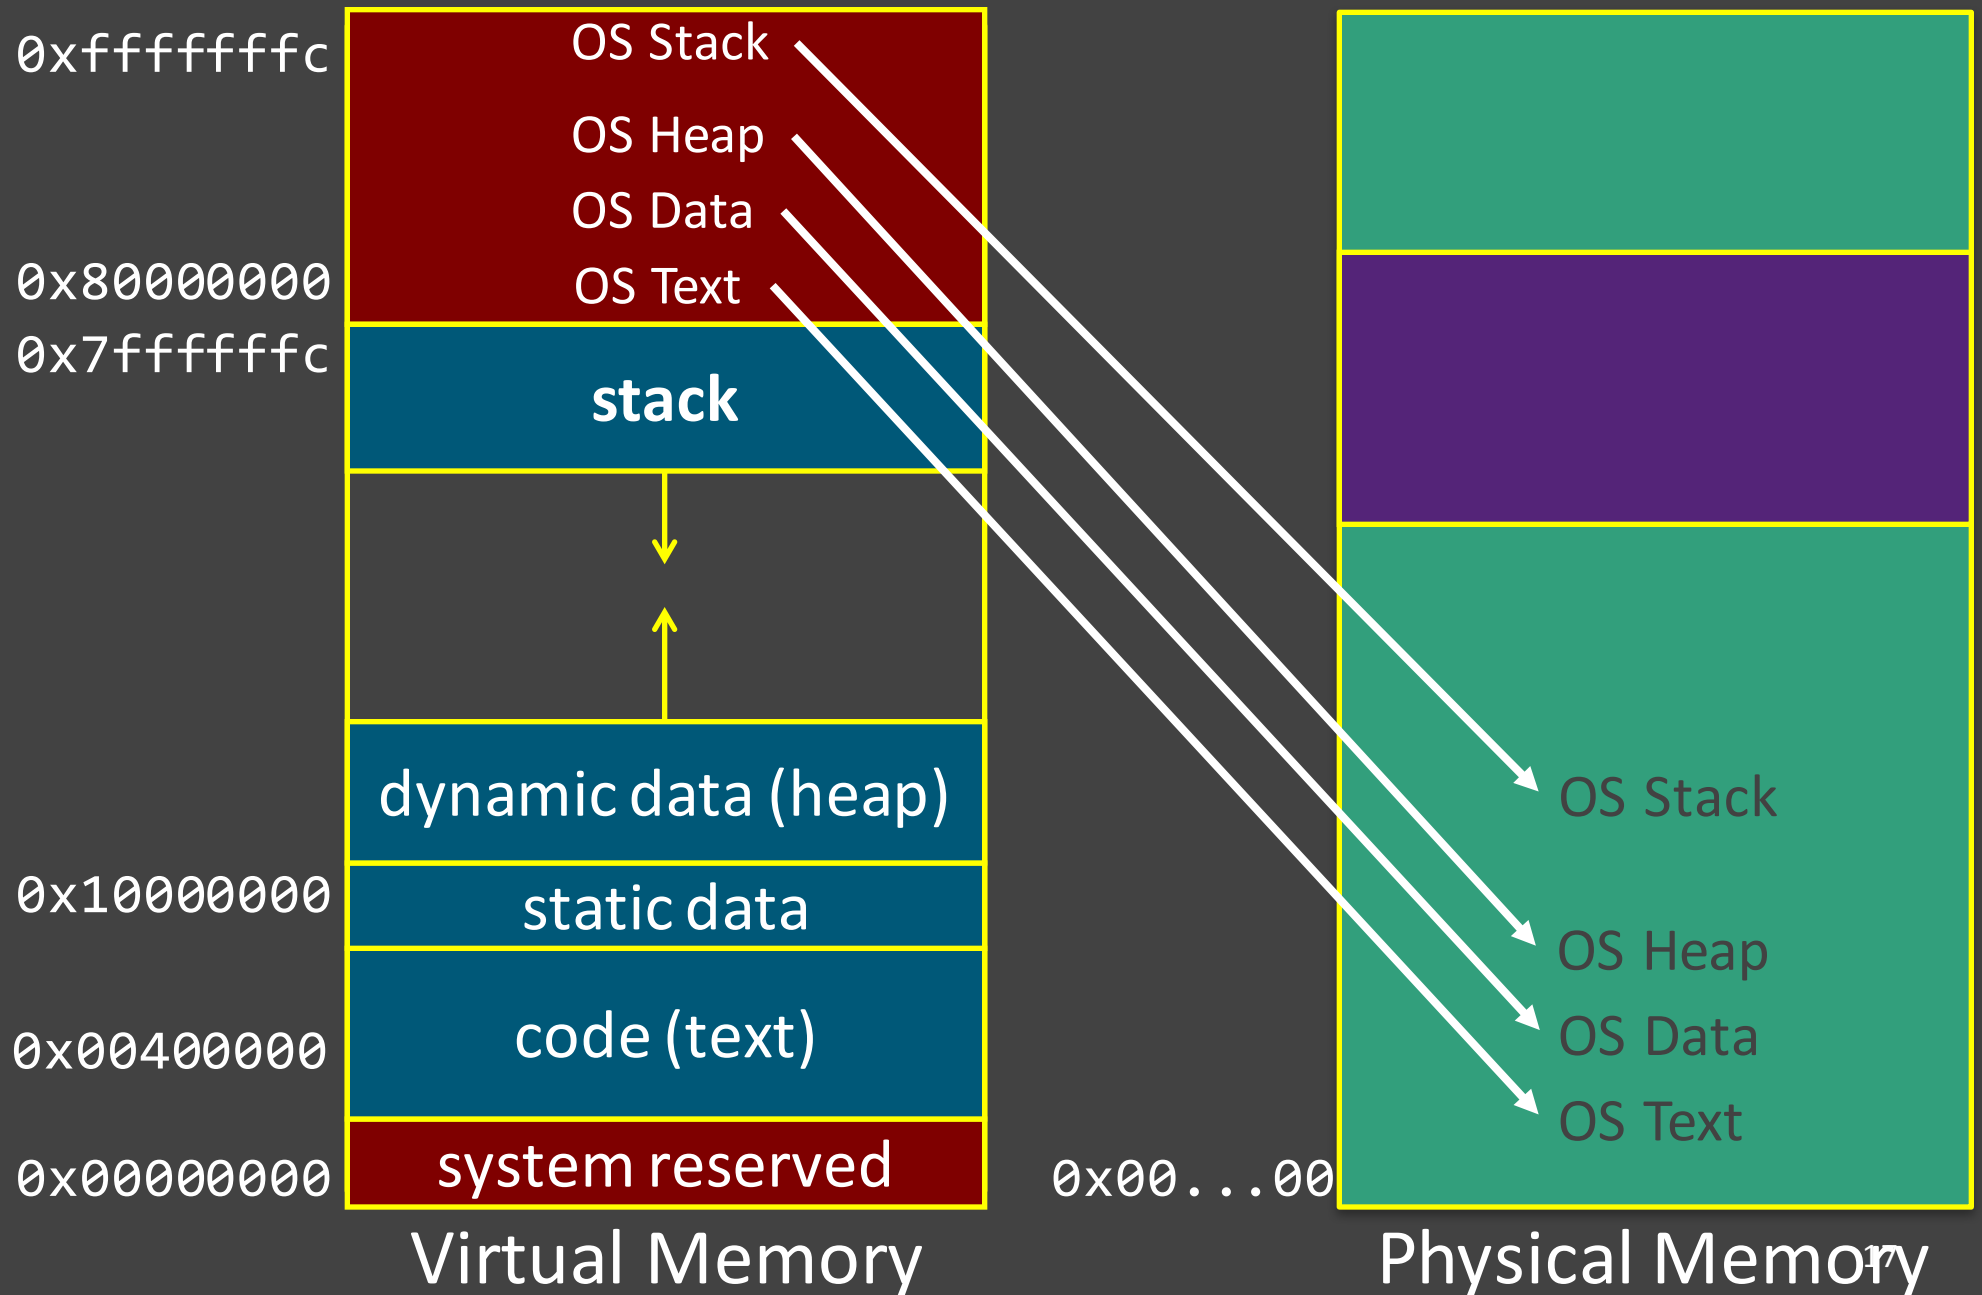 0xfffffffc
OS Stack
OS Heap
OS Data
0x80000000
OS Text
0x7ffffffc
stack
dynamic data (heap)
0x10000000
static data
code (text)
0x00400000
system reserved
0x00000000
Virtual Memory
OS Stack
OS Heap
OS Data
OS Text
0x00...00
Physical Memory
17